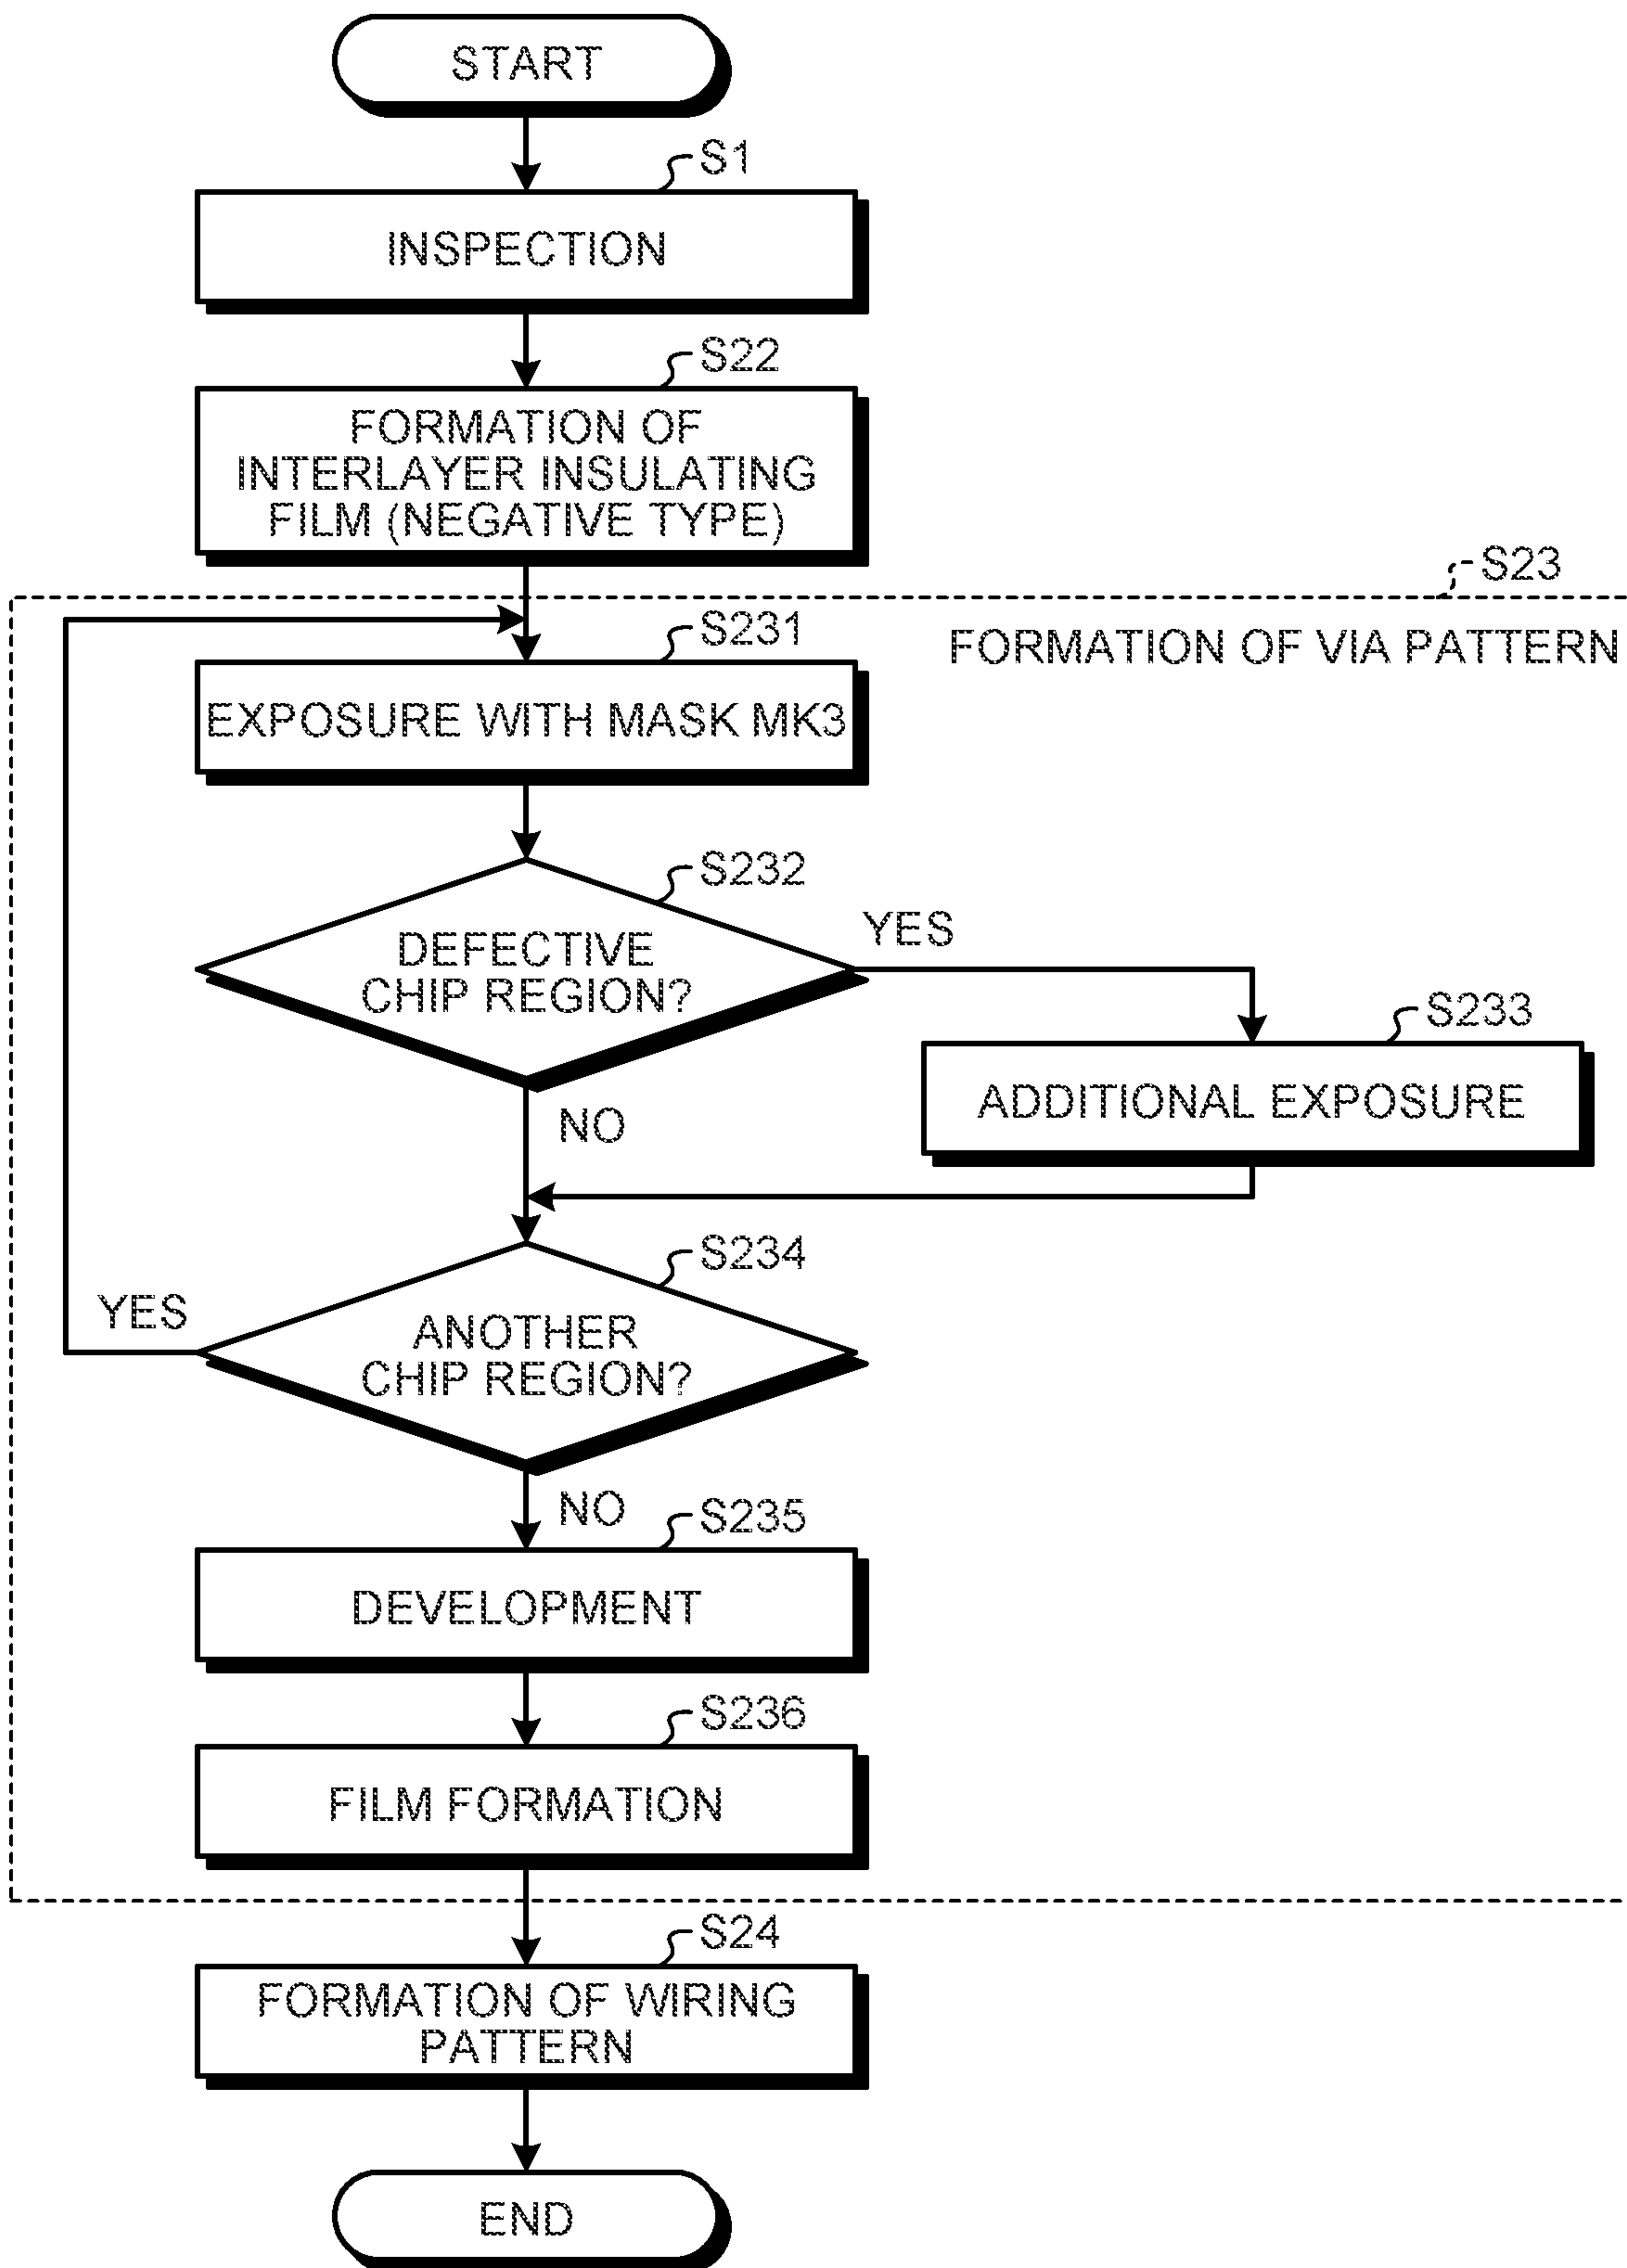 START
S1
INSPECTION
S22
FORMATION OF
INTERLAYER INSULATING
FILM (NEGATIVE TYPE)
S23
FORMATION OF VIA PATTERN
S231
EXPOSURE WITH MASK MK3
S232
DEFECTIVE
CHIP REGION?
YES
S233
ADDITIONAL EXPOSURE
NO
S234
ANOTHER
CHIP REGION?
YES
NO
S235
DEVELOPMENT
S236
FILM FORMATION
S24
FORMATION OF WIRING
PATTERN
END